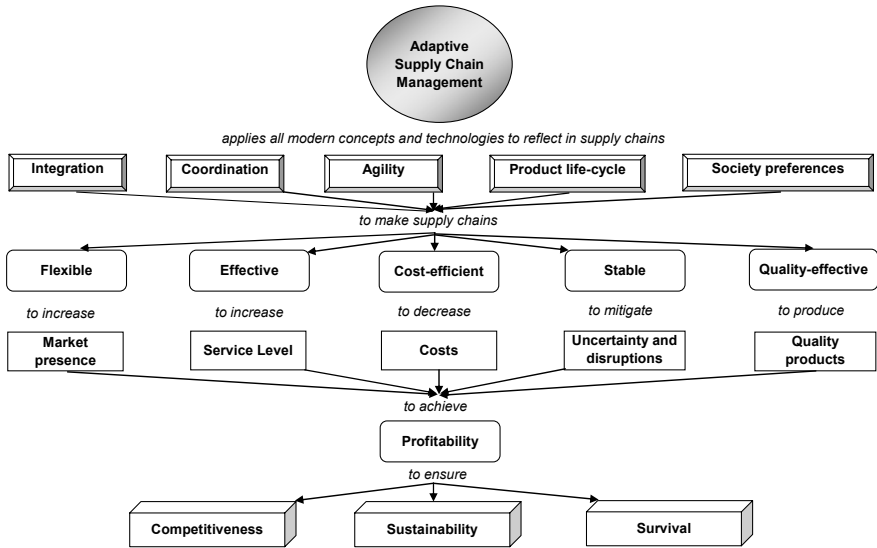 Adaptive
Supply Chain
Management
applies all modern concepts and technologies to reflect in supply chains
Integration
Coordination
Agility
Product life-cycle
Society preferences
to make supply chains
Flexible
Effective
Cost-efficient
Stable
Quality-effective
to increase
to increase
to decrease
to mitigate
to produce
Market
presence
Service Level
Costs
Uncertainty and
disruptions
Quality
products
to achieve
Profitability
to ensure
Competitiveness
Sustainability
Survival